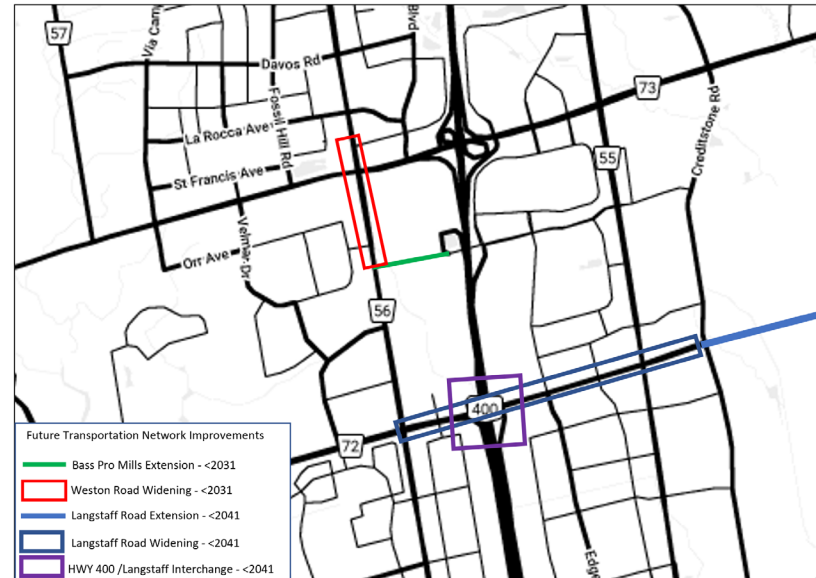 57
Via Cam
Blvd
Davos Rd
Fossil Hill Rd
73
La Rocca Ave
Creditstone Rd
St Francis Ave
55
Orr Ave
Velmar Dr
56
400
72
Edge
Future Transportation Network Improvements
Bass Pro Mills Extension - <2031
Weston Road Widening - <2031
Langstaff Road Extension - <2041
Langstaff Road Widening - <2041
HWY 400 /Langstaff Interchange - <2041